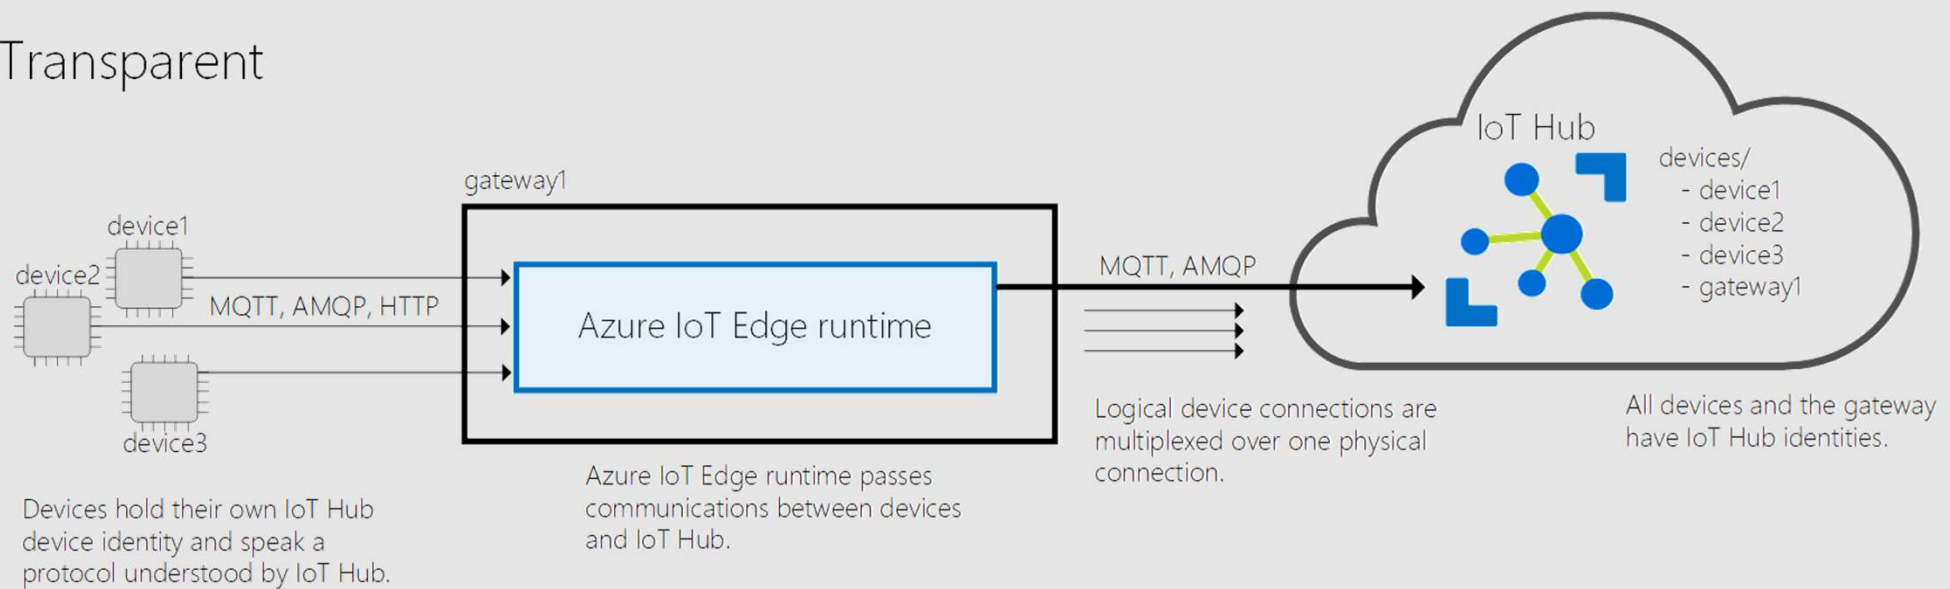 Transparent
gateway1
device1
device2
MQTT, AMQP, HTTP
device3
Devices hold their own IoT Hub
device identity and speak a
protocol understood by IoT Hub.
Azure IoT Edge runtime
Azure IoT Edge runtime passes
communications between devices
and IoT Hub.
MQTT, AMQP
Logical device connections are
multiplexed over one physical
connection.
IoT Hub
devices/
- device1
- device2
- device3
- gateway1
All devices and the gateway
have IoT Hub identities.